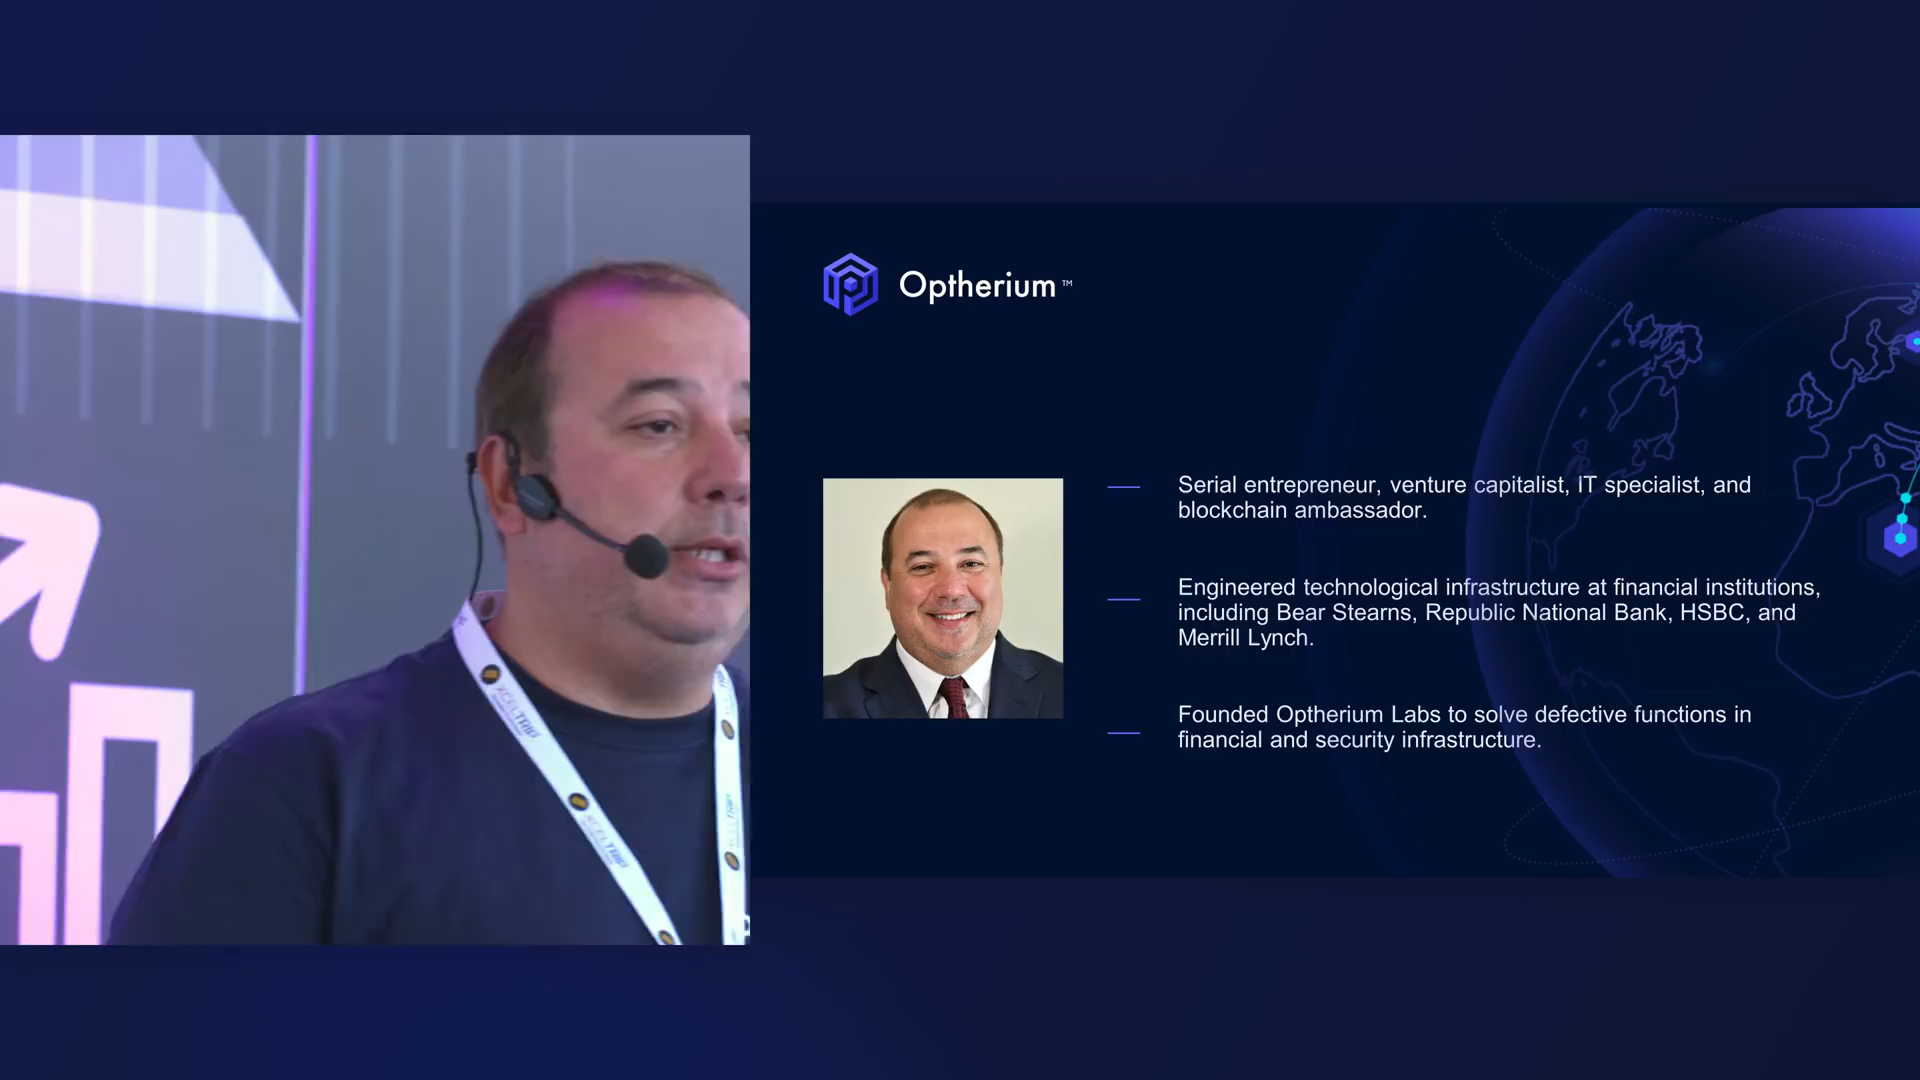 Optherium™
Serial entrepreneur, venture capitalist, IT specialist, and
blockchain ambassador.
Engineered technological infrastructure at financial institutions,
including Bear Stearns, Republic National Bank, HSBC, and
Merrill Lynch.
Founded Optherium Labs to solve defective functions in
financial and security infrastructure.
XCELTRIP
XCELTRIP